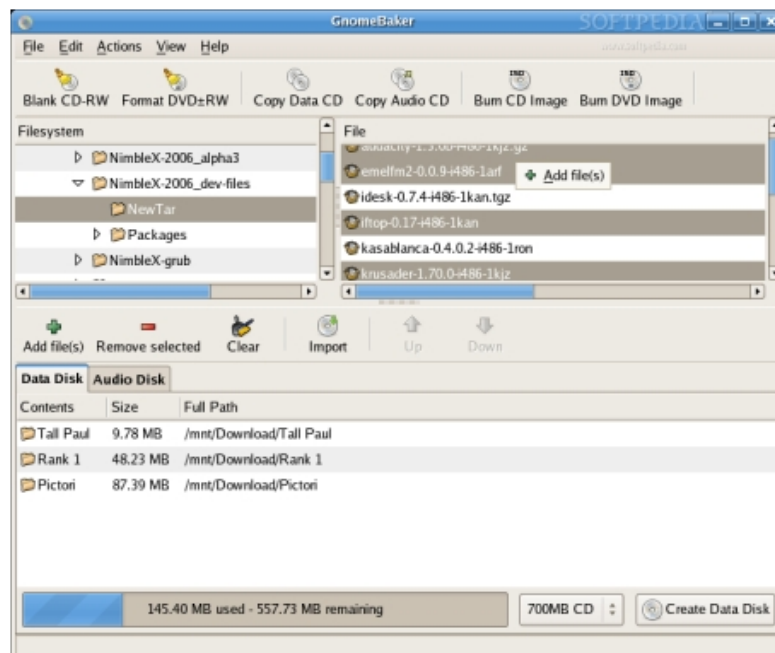 GnomeBaker
SOFTPEDIA
www.softpedia.com
File Edit Actions View Help
Blank CD-RW Format DVD±RW Copy Data CD Copy Audio CD Burn CD Image Burn DVD Image
Filesystem
File
NimbleX-2006_alpha3
NimbleX-2006_dev-files
NewTar
Packages
NimbleX-grub
emelfm2-0.0.9-i486-1arf
Add file(s)
idesk-0.7.4-i486-1kan.tgz
iftop-0.17-i486-1kan
kasablanca-0.4.0.2-i486-1ron
krusader-1.70.0-i486-1kjz
Add file(s) Remove selected Clear Import Up Down
Data Disk Audio Disk
Contents Size Full Path
Tall Paul 9.78 MB /mnt/Download/Tall Paul
Rank 1 48.23 MB /mnt/Download/Rank 1
Pictori 87.39 MB /mnt/Download/Pictori
145.40 MB used - 557.73 MB remaining
700MB CD
Create Data Disk